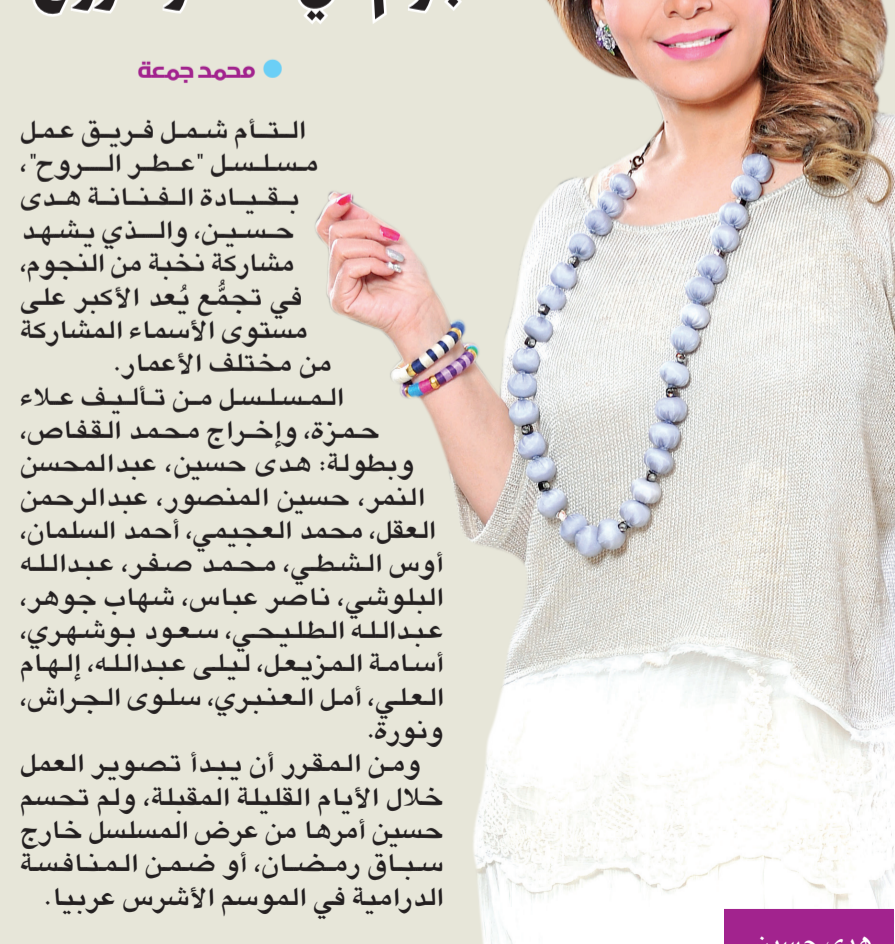 محمد جمعة
التأم شمل فريق عمل
مسلسل "عطر الروح"،
بقيادة الفنانة هدى
حسين، والذي يشهد
مشاركة نخبة من النجوم،
في تجمُّع يُعد الأكبر على
مستوى الأسماء المشاركة
من مختلف الأعمار.
المسلسل من تأليف علاء
حمزة، وإخراج محمد القفاص،
وبطولة: هدى حسين، عبدالمحسن
النمر، حسين المنصور، عبدالرحمن
العقل، محمد العجيمي، أحمد السلمان،
أوس الشطي، محمد صفر، عبدالله
البلوشي، ناصر عباس، شهاب جوهر،
عبدالله الطليحي، سعود بوشهري،
أسامة المزيعل، ليلى عبدالله، إلهام
العلي، أمل العنبري، سلوى الجراش،
ونورة.
ومن المقرر أن يبدأ تصوير العمل
خلال الأيام القليلة المقبلة، ولم تحسم
حسين أمرها من عرض المسلسل خارج
سباق رمضان، أو ضمن المنافسة
الدرامية في الموسم الأشرس عربيا.
هدى حسين